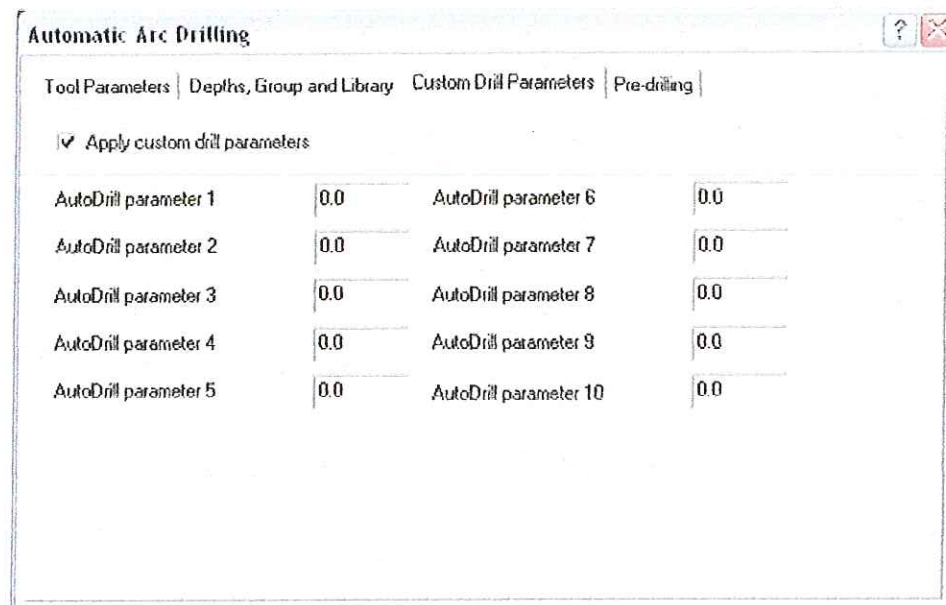 Automatic Arc Drilling ?
Tool Parameters Depths, Group and Library Custom Drill Parameters Pre-drilling
Apply custom drill parameters
AutoDrill parameter 1 0.0 AutoDrill parameter 6 0.0
AutoDrill parameter 2 0.0 AutoDrill parameter 7 0.0
AutoDrill parameter 3 0.0 AutoDrill parameter 8 0.0
AutoDrill parameter 4 0.0 AutoDrill parameter 9 0.0
AutoDrill parameter 5 0.0 AutoDrill parameter 10 0.0